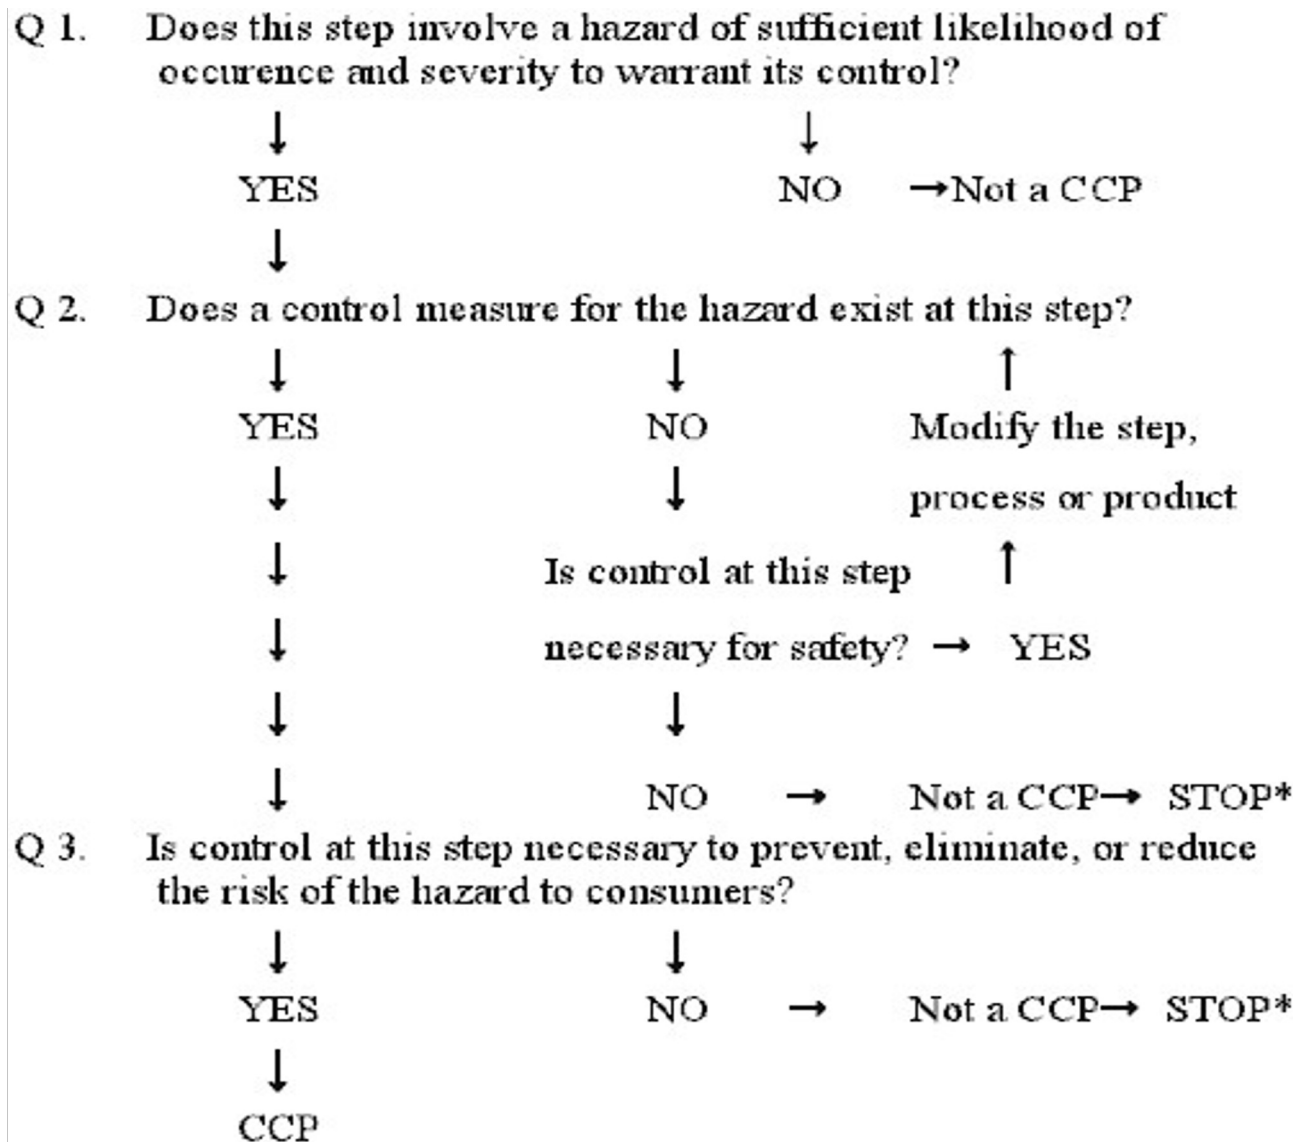 Q 1. Does this step involve a hazard of sufficient likelihood of
occurence and severity to warrant its control?
↓ ↓
YES NO →Not a CCP
↓
Q 2. Does a control measure for the hazard exist at this step?
↓ ↓ ↑
YES NO Modify the step,
↓ ↓ process or product
↓ Is control at this step ↑
↓ necessary for safety? → YES
↓ ↓
↓ NO → Not a CCP→ STOP*
Q 3. Is control at this step necessary to prevent, eliminate, or reduce
the risk of the hazard to consumers?
↓ ↓
YES NO → Not a CCP→ STOP*
↓
CCP